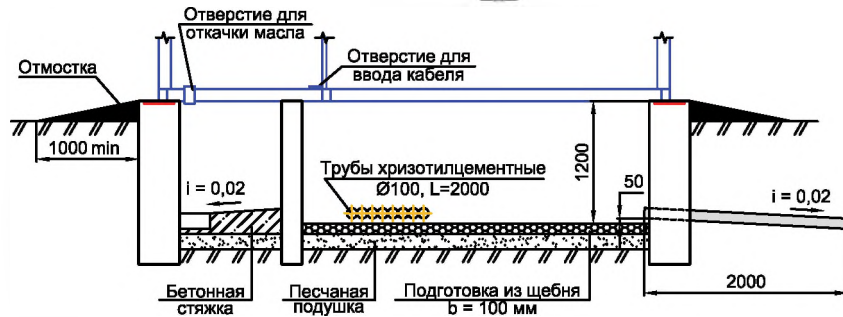 Отверстие для
откачки масла
Отверстие для
ввода кабеля
Отмостка
1000 min
i = 0,02
Трубы хризотилцементные
Ø100, L=2000
1200
50
i = 0,02
Бетонная
стяжка
Песчаная
подушка
Подготовка из щебня
b = 100 мм
2000